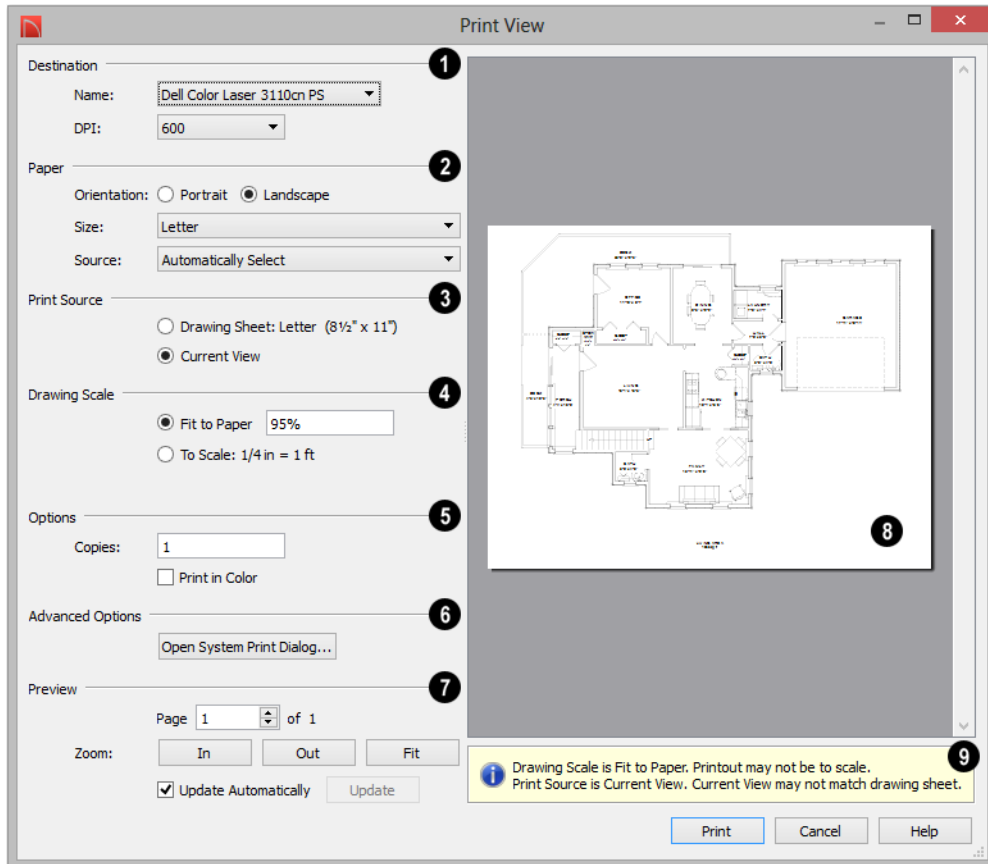 Print View
Destination
1
Name: Dell Color Laser 3110cn PS
DPI: 600
Paper
2
Orientation: Portrait Landscape
Size: Letter
Source: Automatically Select
Print Source
3
Drawing Sheet: Letter (8½" x 11")
Current View
Drawing Scale
4
Fit to Paper 95%
To Scale: 1/4 in = 1 ft
Options
5
Copies: 1
Print in Color
Advanced Options
6
Open System Print Dialog...
Preview
7
Page 1 of 1
Zoom: In Out Fit
Update Automatically Update
8
9
Drawing Scale is Fit to Paper. Printout may not be to scale.
Print Source is Current View. Current View may not match drawing sheet.
Print Cancel Help